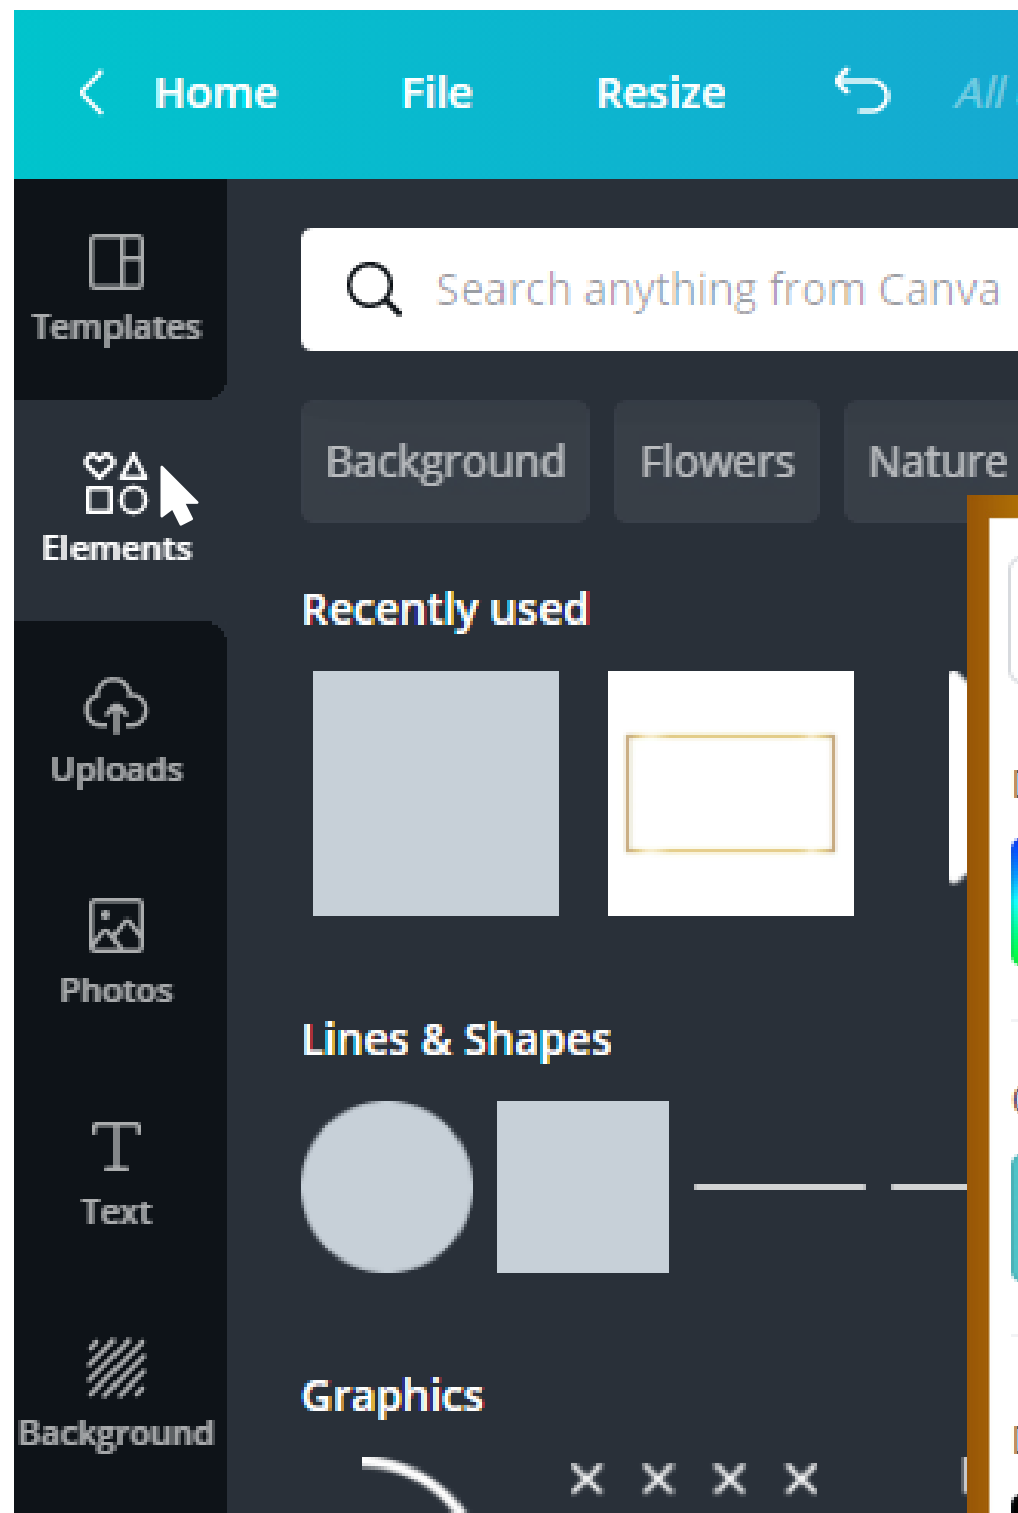 Home File Resize All
Templates
Search anything from Canva
Background Flowers Nature
Elements
Recently used
Uploads
Photos
Lines & Shapes
Text
Graphics
Background